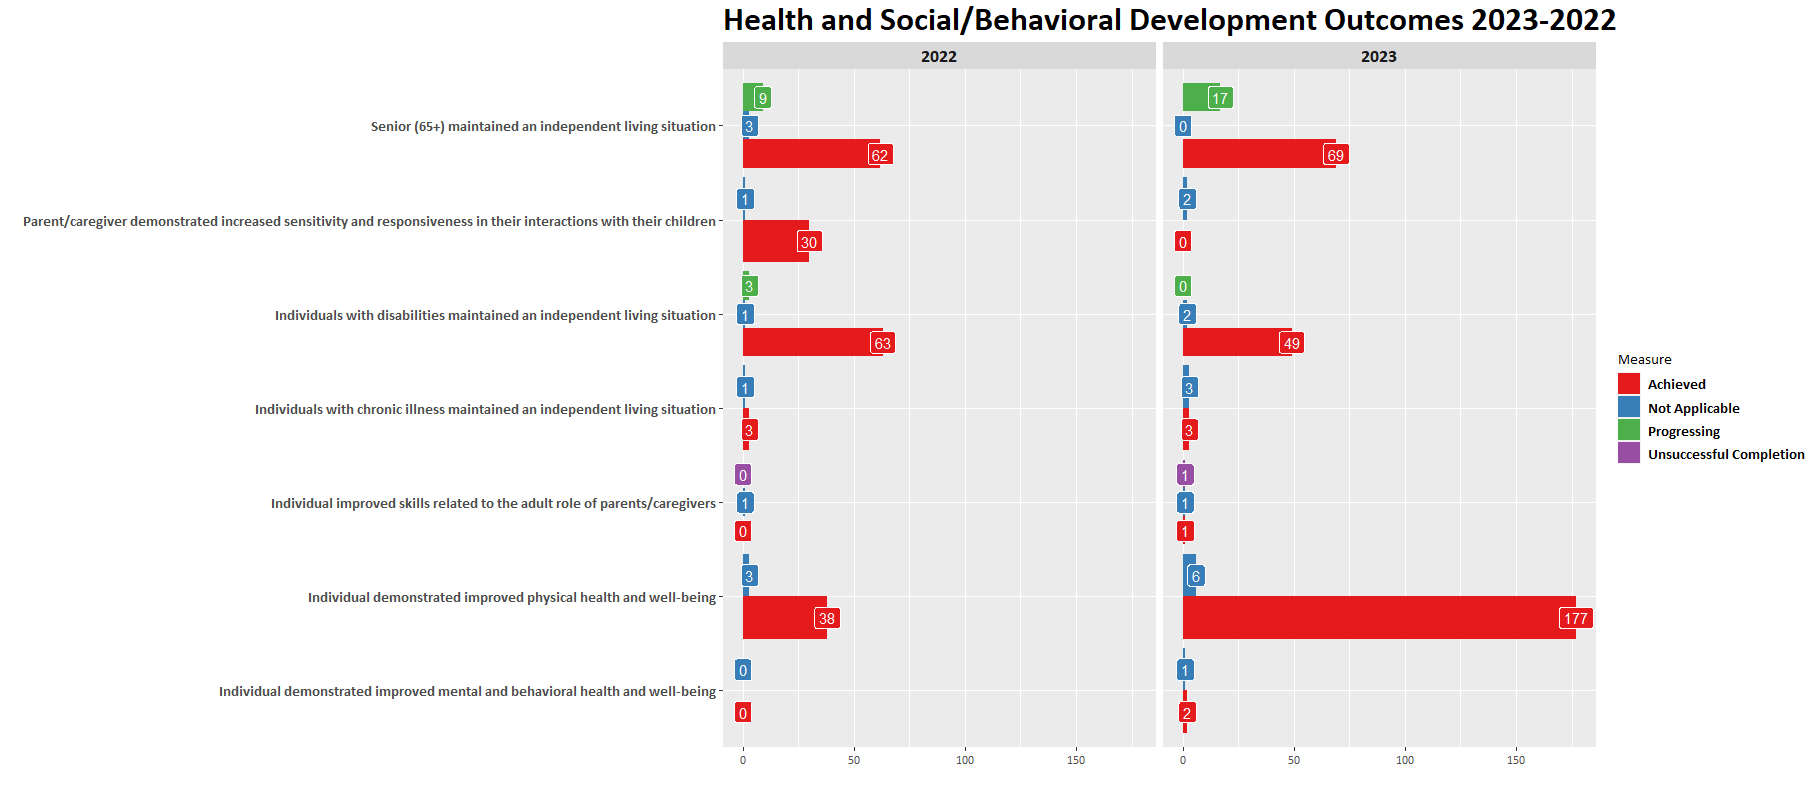 Health and Social/Behavioral Development Outcomes 2023-2022
2022
2023
Senior (65+) maintained an independent living situation
9
3
62
17
0
69
Parent/caregiver demonstrated increased sensitivity and responsiveness in their interactions with their children
1
30
2
0
Individuals with disabilities maintained an independent living situation
3
1
63
0
2
49
Individuals with chronic illness maintained an independent living situation
1
3
3
3
Individual improved skills related to the adult role of parents/caregivers
0
1
0
1
1
1
Individual demonstrated improved physical health and well-being
3
38
6
177
Individual demonstrated improved mental and behavioral health and well-being
0
0
1
2
0 50 100 150
0 50 100 150
Measure
Achieved
Not Applicable
Progressing
Unsuccessful Completion